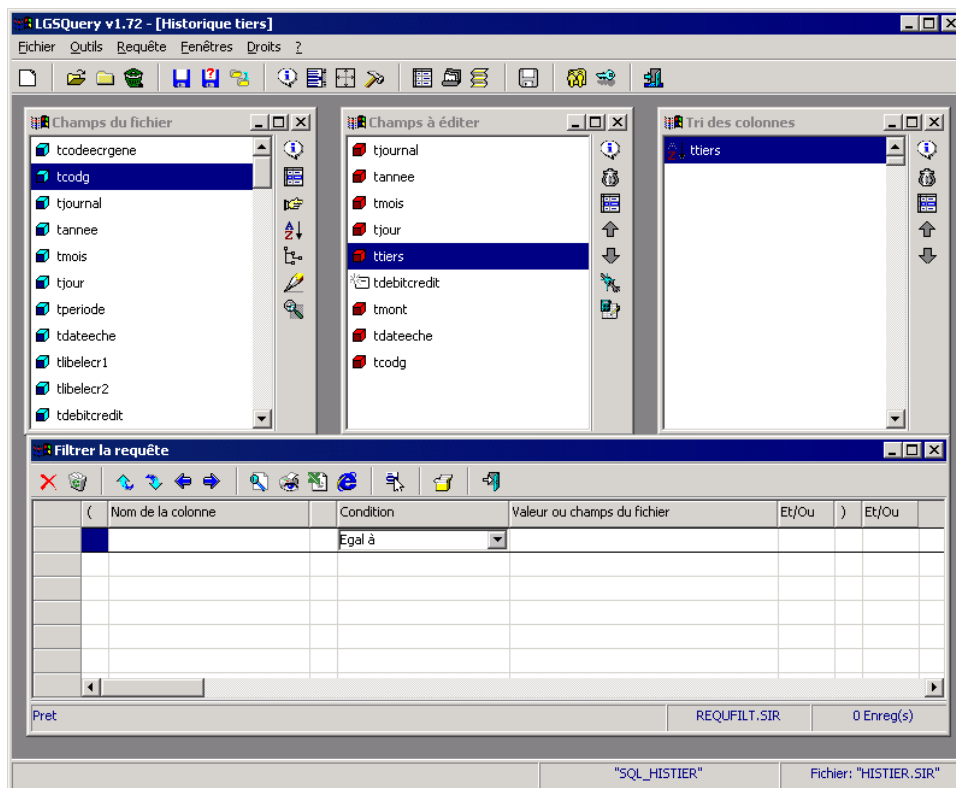 LGSQuery v1.72 - [Historique tiers]
Fichier Outils Requête Fenêtres Droits ?
Champs du fichier
tcodeecrgene
tcodg
tjournal
tannee
tmois
tjour
tperiode
tdateeche
tlibelecr1
tlibelecr2
tdebitcredit
Champs à éditer
tjournal
tannee
tmois
tjour
ttiers
tdebitcredit
tmont
tdateeche
tcodg
Tri des colonnes
ttiers
Filtrer la requête
( Nom de la colonne Condition Valeur ou champs du fichier Et/Ou ) Et/Ou
Egal à
Pret REQUFILT.SIR 0 Enreg(s)
"SQL_HISTIER" Fichier: "HISTIER.SIR"